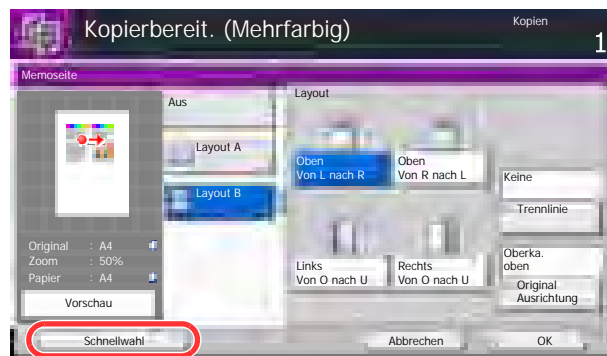 Kopierbereit. (Mehrfarbig)
Kopien
1
Memoseite
Aus
Layout A
Layout B
Layout
Oben
Von L nach R
Oben
Von R nach L
Links
Von O nach U
Rechts
Von O nach U
Keine
Trennlinie
Oberka.
oben
Original
Ausrichtung
Original : A4
Zoom : 50%
Papier : A4
Vorschau
Schnellwahl
Abbrechen
OK